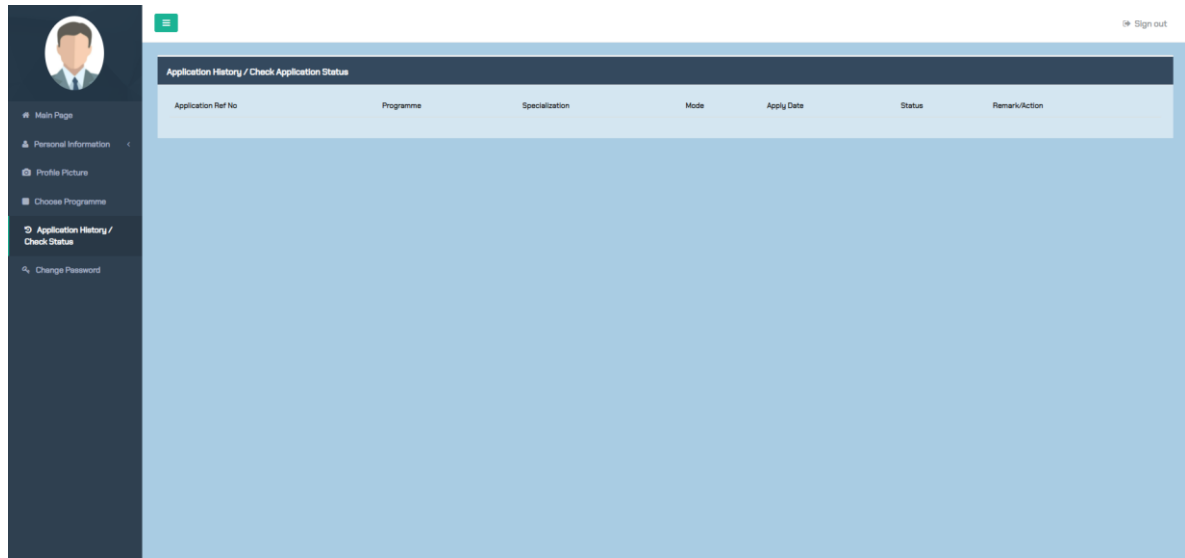 Sign out
Application History / Check Application Status
Application Ref No Programme Specialization Mode Apply Date Status Remark/Action
Main Page
Personal Information
Profile Picture
Choose Programme
Application History /
Check Status
Change Password